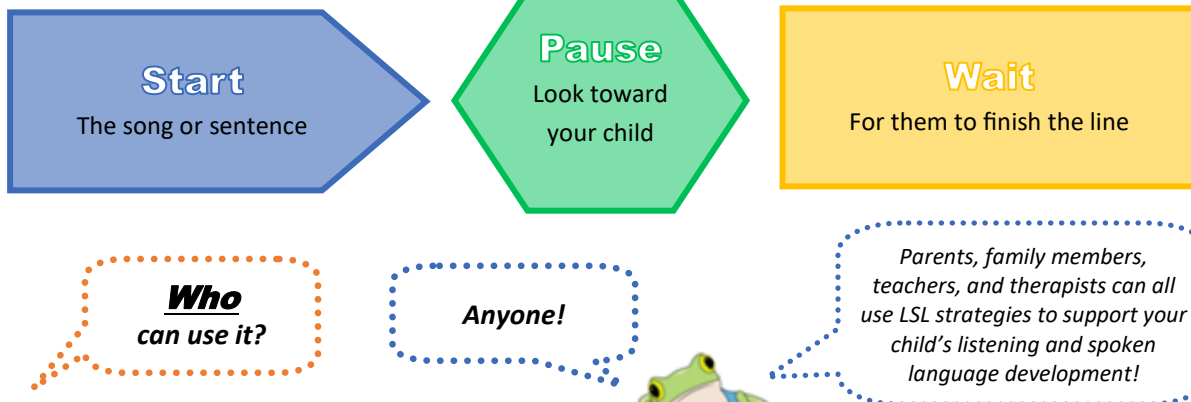 Start
The song or sentence
Pause
Look toward
your child
Wait
For them to finish the line
Who
can use it?
Anyone!
Parents, family members,
teachers, and therapists can all
use LSL strategies to support your
child's listening and spoken
language development!